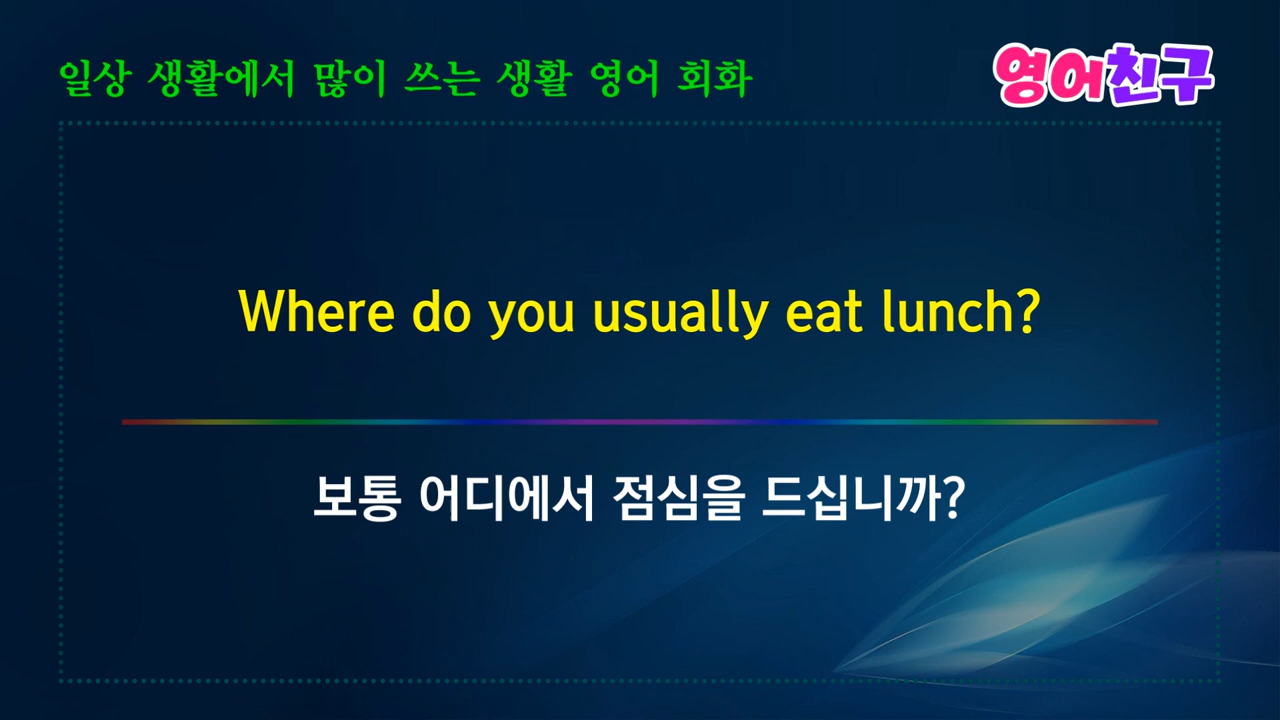 일상 생활에서 많이 쓰는 생활 영어 회화
영어친구
Where do you usually eat lunch?
보통 어디에서 점심을 드십니까?